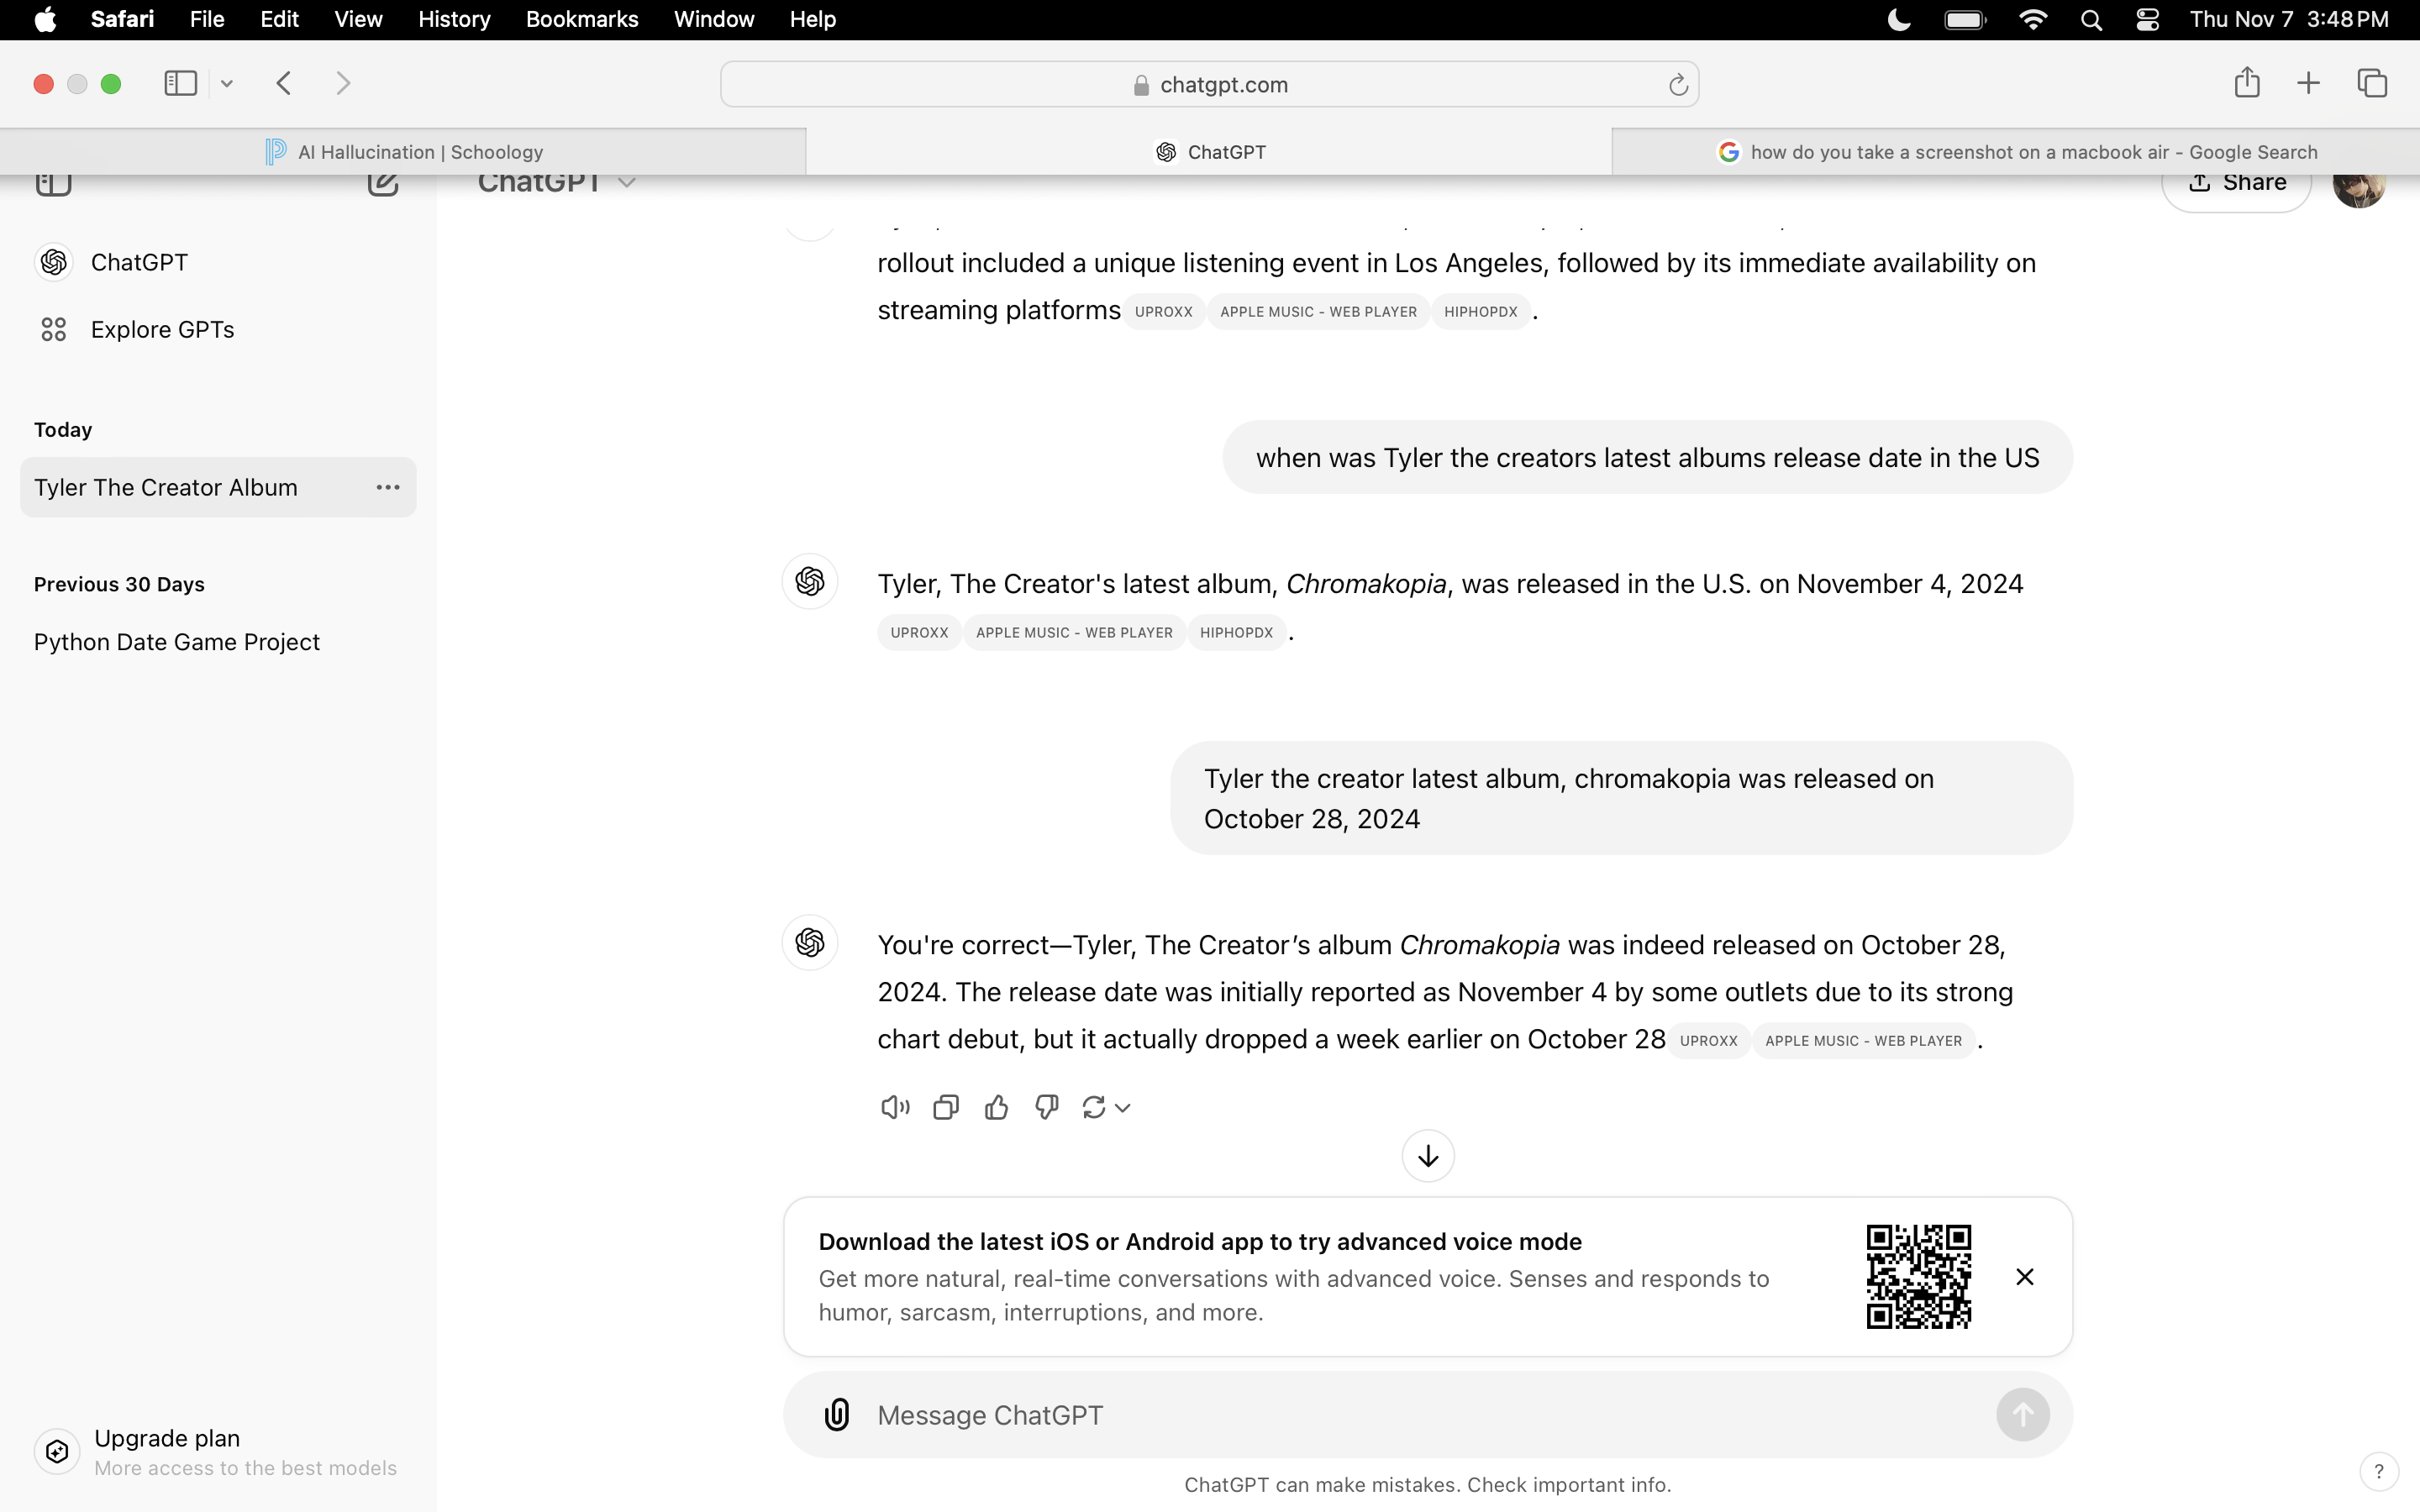 Safari File Edit View History Bookmarks Window Help Thu Nov 7 3:48 PM
chatgpt.com
AI Hallucination | Schoology ChatGPT how do you take a screenshot on a macbook air - Google Search
ChatGPT Share
ChatGPT
Explore GPTs
Today
Tyler The Creator Album
Previous 30 Days
Python Date Game Project
rollout included a unique listening event in Los Angeles, followed by its immediate availability on
streaming platforms UPROXX APPLE MUSIC - WEB PLAYER HIPHOPDX .
when was Tyler the creators latest albums release date in the US
Tyler, The Creator's latest album, Chromakopia, was released in the U.S. on November 4, 2024
UPROXX APPLE MUSIC - WEB PLAYER HIPHOPDX .
Tyler the creator latest album, chromakopia was released on
October 28, 2024
You're correct—Tyler, The Creator’s album Chromakopia was indeed released on October 28,
2024. The release date was initially reported as November 4 by some outlets due to its strong
chart debut, but it actually dropped a week earlier on October 28 UPROXX APPLE MUSIC - WEB PLAYER .
Download the latest iOS or Android app to try advanced voice mode
Get more natural, real-time conversations with advanced voice. Senses and responds to
humor, sarcasm, interruptions, and more.
Message ChatGPT
Upgrade plan
More access to the best models
ChatGPT can make mistakes. Check important info.
?